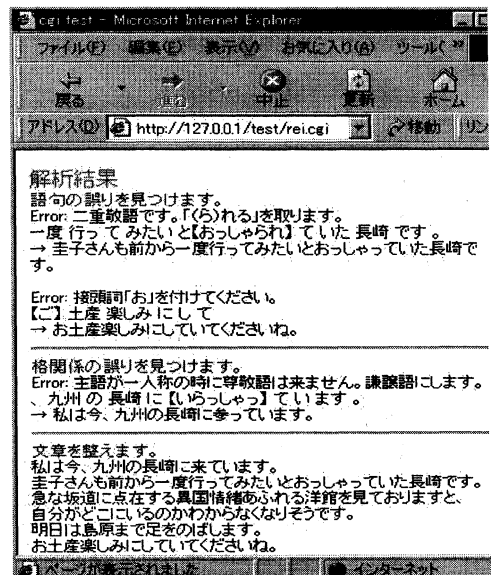 cgi test - Microsoft Internet Explorer
ファイル(F) 編集(E) 表示(V) お気に入り(A) ツール( »
戻る 中止 更新 ホーム
アドレス(D) http://127.0.0.1/test/rei.cgi 移動 リン
解析結果
語句の誤りを見つけます。
Error: 二重敬語です。「(ら)れる」を取ります。
一度 行っ て みたい と【おっしゃられ】て いた 長崎 です 。
→ 圭子さんも前から一度行ってみたいとおっしゃっていた長崎で
す。
Error: 接頭詞「お」を付けてください。
【ご】土産 楽しみ に し て
→ お土産楽しみにしていてくださいね。
格関係の誤りを見つけます。
Error: 主語が一人称の時に尊敬語は来ません。謙譲語にします。
、九州 の 長崎 に 【いらっしゃっ】て い ます 。
→ 私は今、九州の長崎に参っています。
文章を整えます。
私は今、九州の長崎に来ています。
圭子さんも前から一度行ってみたいとおっしゃっていた長崎です。
急な坂道に点在する異国情緒あふれる洋館を見ておりますと、
自分がどこにいるのかわからなくなりそうです。
明日は島原まで足をのばします。
お土産楽しみにしていてくださいね。
ページが表示されました インターネット